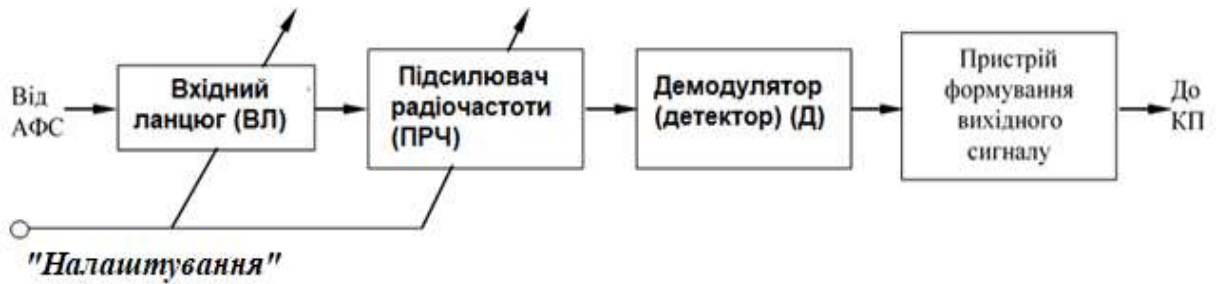 Від
АФС
Вхідний
ланцюг (ВЛ)
Підсилювач
радіочастоти
(ПРЧ)
Демодулятор
(детектор) (Д)
Пристрій
формування
вихідного
сигналу
До
КП
"Налаштування"